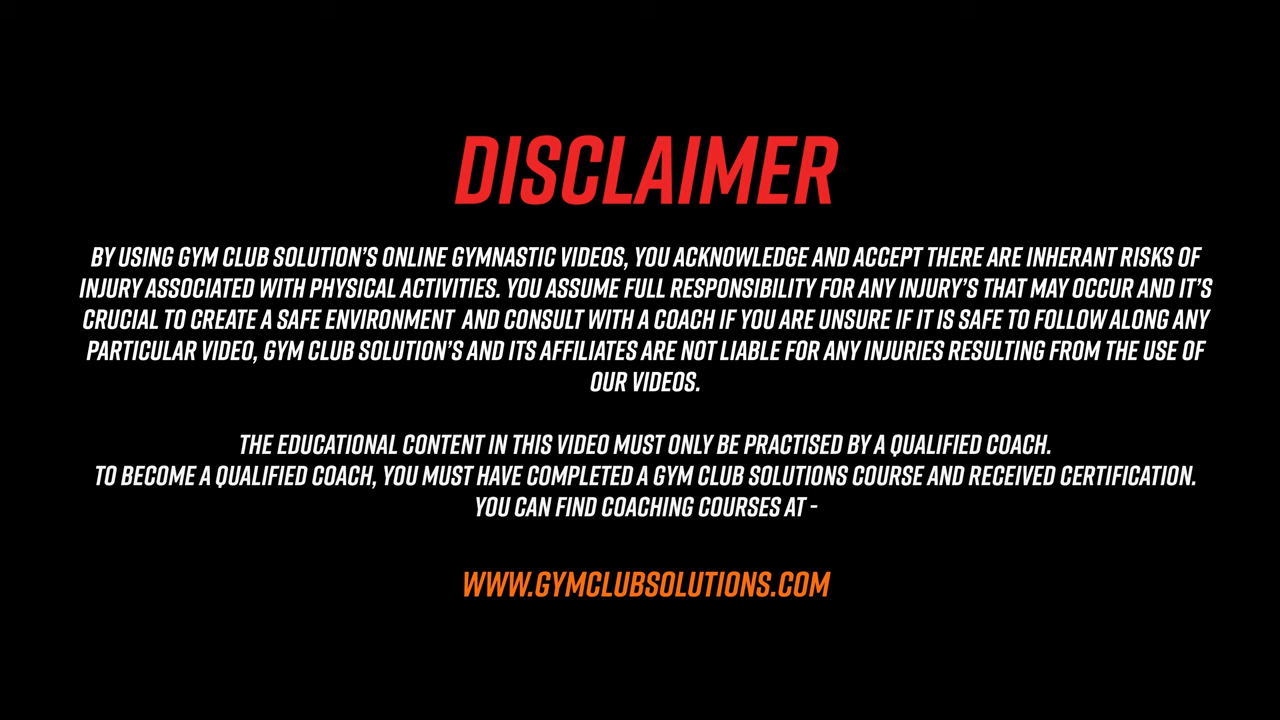 DISCLAIMER
BY USING GYM CLUB SOLUTION'S ONLINE GYMNASTIC VIDEOS, YOU ACKNOWLEDGE AND ACCEPT THERE ARE INHERANT RISKS OF
INJURY ASSOCIATED WITH PHYSICAL ACTIVITIES. YOU ASSUME FULL RESPONSIBILITY FOR ANY INJURY'S THAT MAY OCCUR AND IT'S
CRUCIAL TO CREATE A SAFE ENVIRONMENT AND CONSULT WITH A COACH IF YOU ARE UNSURE IF IT IS SAFE TO FOLLOW ALONG ANY
PARTICULAR VIDEO, GYM CLUB SOLUTION'S AND ITS AFFILIATES ARE NOT LIABLE FOR ANY INJURIES RESULTING FROM THE USE OF
OUR VIDEOS.
THE EDUCATIONAL CONTENT IN THIS VIDEO MUST ONLY BE PRACTISED BY A QUALIFIED COACH.
TO BECOME A QUALIFIED COACH, YOU MUST HAVE COMPLETED A GYM CLUB SOLUTIONS COURSE AND RECEIVED CERTIFICATION.
YOU CAN FIND COACHING COURSES AT -
WWW.GYMCLUBSOLUTIONS.COM